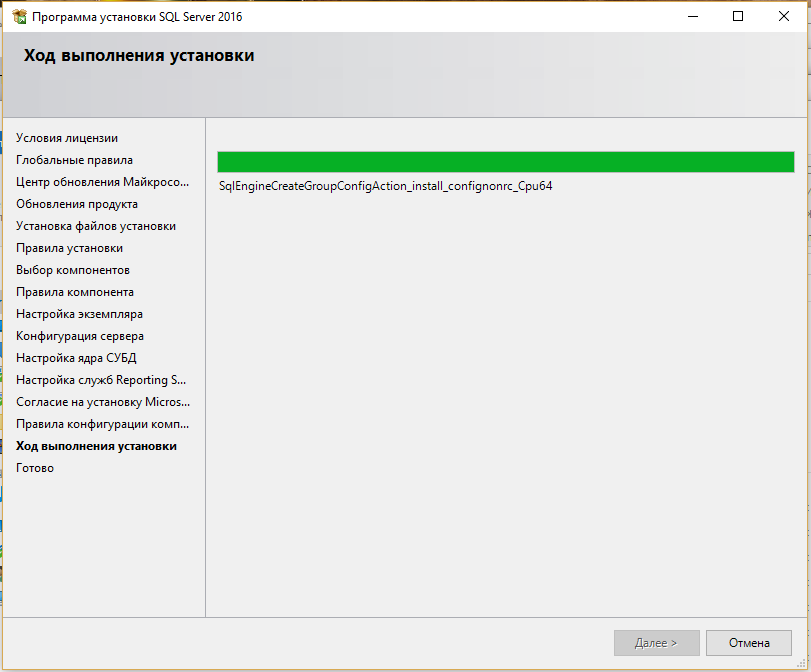 Программа установки SQL Server 2016
Ход выполнения установки
Условия лицензии
Глобальные правила
Центр обновления Майкросо...
Обновления продукта
Установка файлов установки
Правила установки
Выбор компонентов
Правила компонента
Настройка экземпляра
Конфигурация сервера
Настройка ядра СУБД
Настройка служб Reporting S...
Согласие на установку Micros...
Правила конфигурации комп...
Ход выполнения установки
Готово
SqlEngineCreateGroupConfigAction_install_confignonrc_Cpu64
Далее >
Отмена